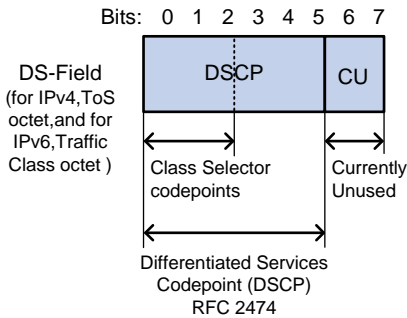 Bits: 0 1 2 3 4 5 6 7
DS-Field
(for IPv4,ToS
octet,and for
IPv6,Traffic
Class octet )
DSCP
CU
Class Selector
codepoints
Currently
Unused
Differentiated Services
Codepoint (DSCP)
RFC 2474